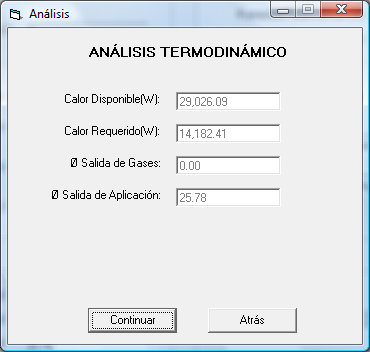 Análisis
ANÁLISIS TERMODINÁMICO
Calor Disponible(W): 29,026.09
Calor Requerido(W): 14,182.41
Ø Salida de Gases: 0.00
Ø Salida de Aplicación: 25.78
Continuar Atrás